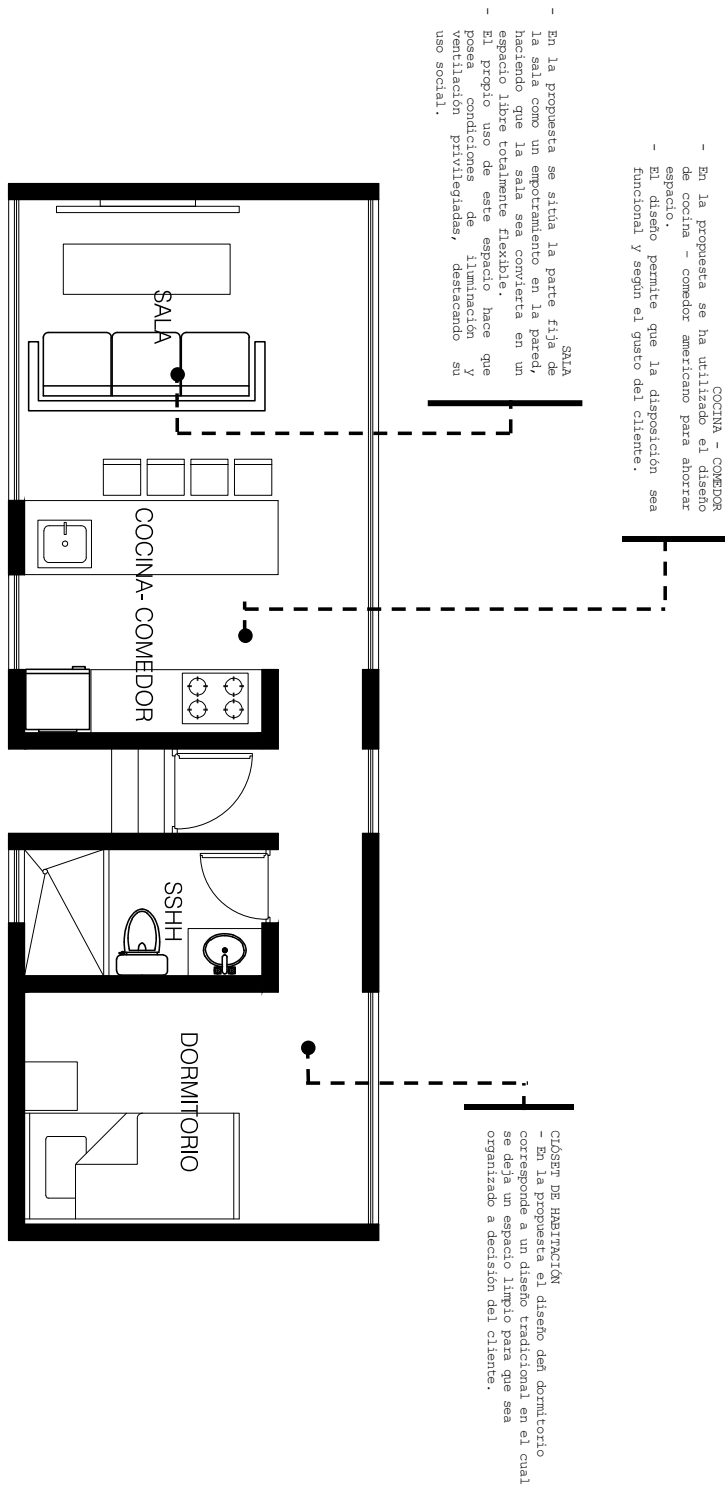 COCINA - COMEDOR
- En la propuesta se ha utilizado el diseño
de cocina - comedor americano para ahorrar
espacio.
- El diseño permite que la disposición sea
funcional y según el gusto del cliente.
SALA
- En la propuesta se sitúa la parte fija de
la sala como un empotramiento en la pared,
haciendo que la sala sea convierta en un
espacio libre totalmente flexible.
- El propio uso de este espacio hace que
posea condiciones de iluminación y
ventilación privilegiadas, destacando su
uso social.
CLÓSET DE HABITACIÓN
- En la propuesta el diseño deñ dormitorio
corresponde a un diseño tradicional en el cual
se deja un espacio limpio para que sea
organizado a decisión del cliente.
SALA
COCINA- COMEDOR
SSHH
DORMITORIO